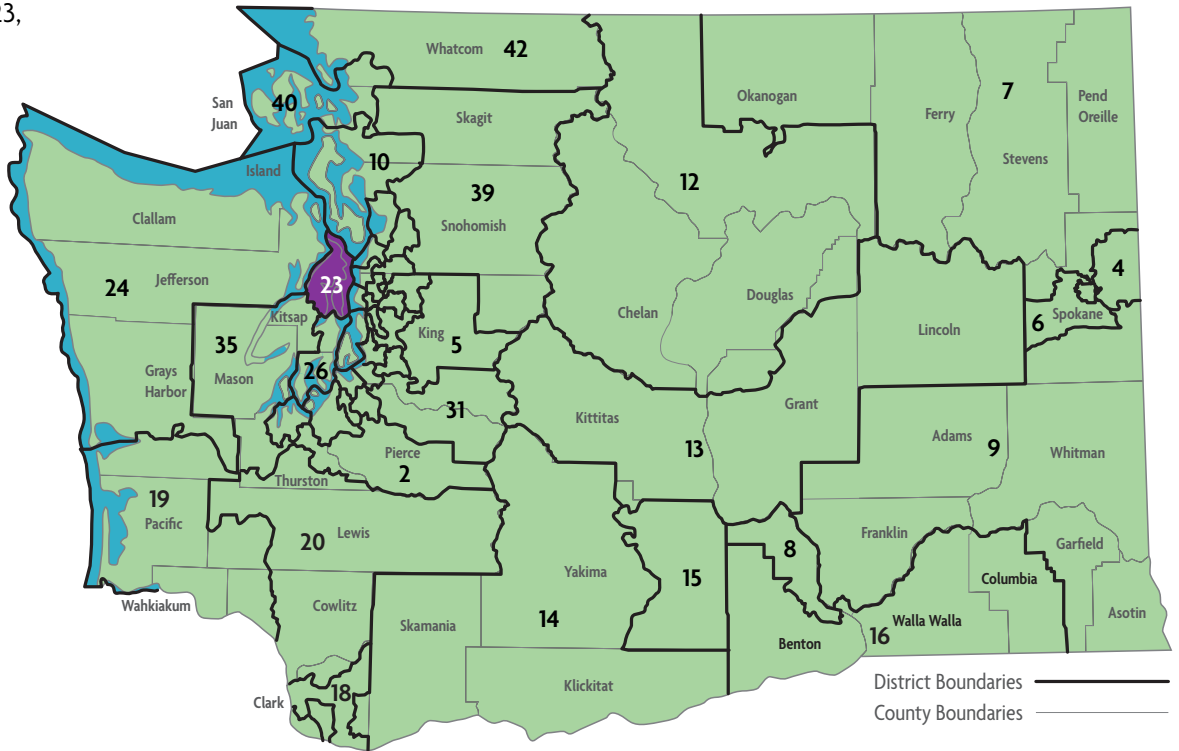 23,
Whatcom 42
Okanogan
Ferry
7
Pend
Oreille
San
Juan
40
Skagit
Stevens
Island
10
39
Snohomish
12
Clallam
24
Jefferson
23
Kitsap
Chelan
Douglas
Lincoln
4
Spokane
6
King
5
35
Mason
26
Grays
Harbor
31
Kittitas
Grant
13
Adams
9
Whitman
Pierce
2
Thurston
19
Pacific
20
Lewis
Yakima
14
15
8
Franklin
Garfield
Columbia
Asotin
Wahkiakum
Cowlitz
Skamania
Benton
16
Walla Walla
Klickitat
Clark
18
District Boundaries
County Boundaries